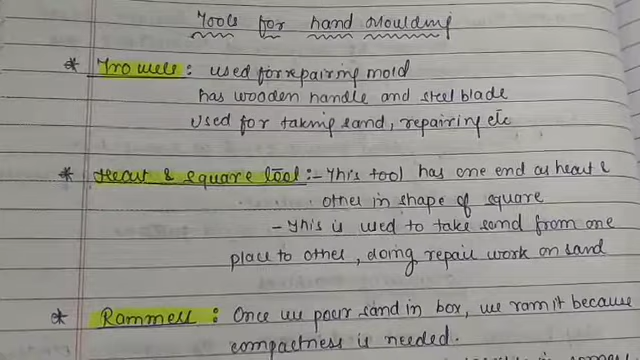 Tools for hand moulding
* Trowels : used for repairing mold
has wooden handle and steel blade
used for taking sand, repairing etc
* Heart & square tool :- This tool has one end as heart &
other in shape of square
- This is used to take sand from one
place to other, doing repair work on sand
* Rammers : Once we pour sand in box, we ram it because
compactness is needed.